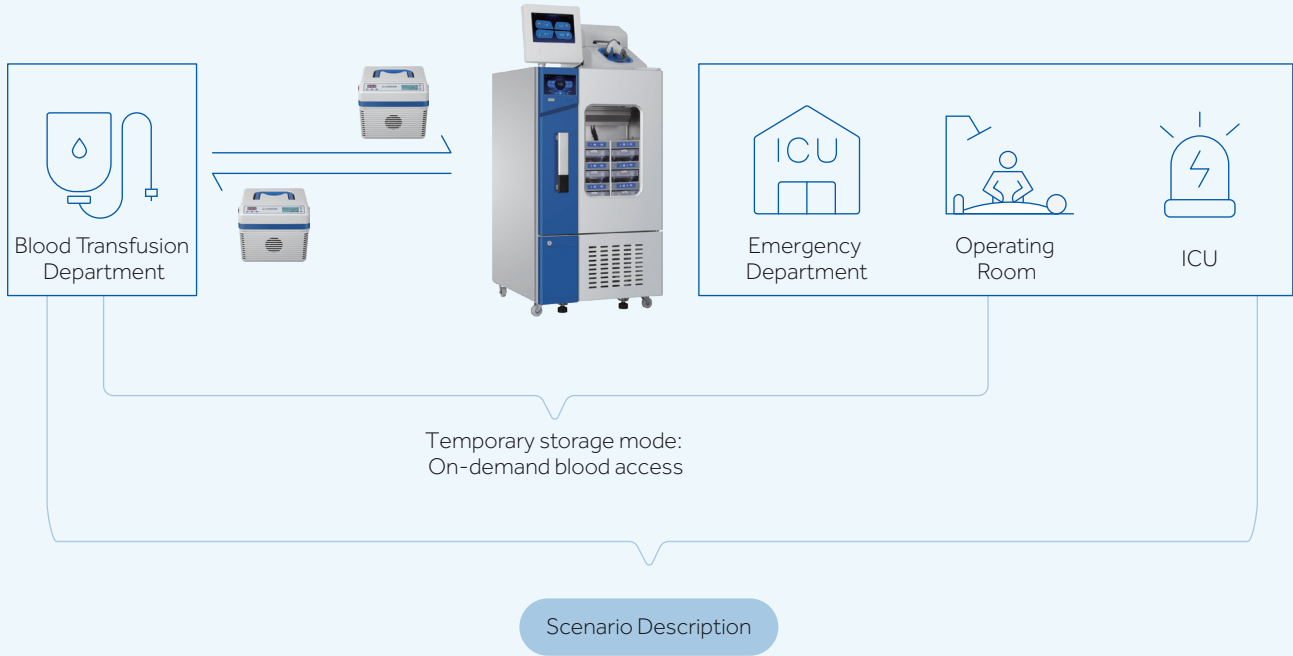 ICU
Blood Transfusion
Department
Emergency
Department
Operating
Room
ICU
Temporary storage mode:
On-demand blood access
Scenario Description